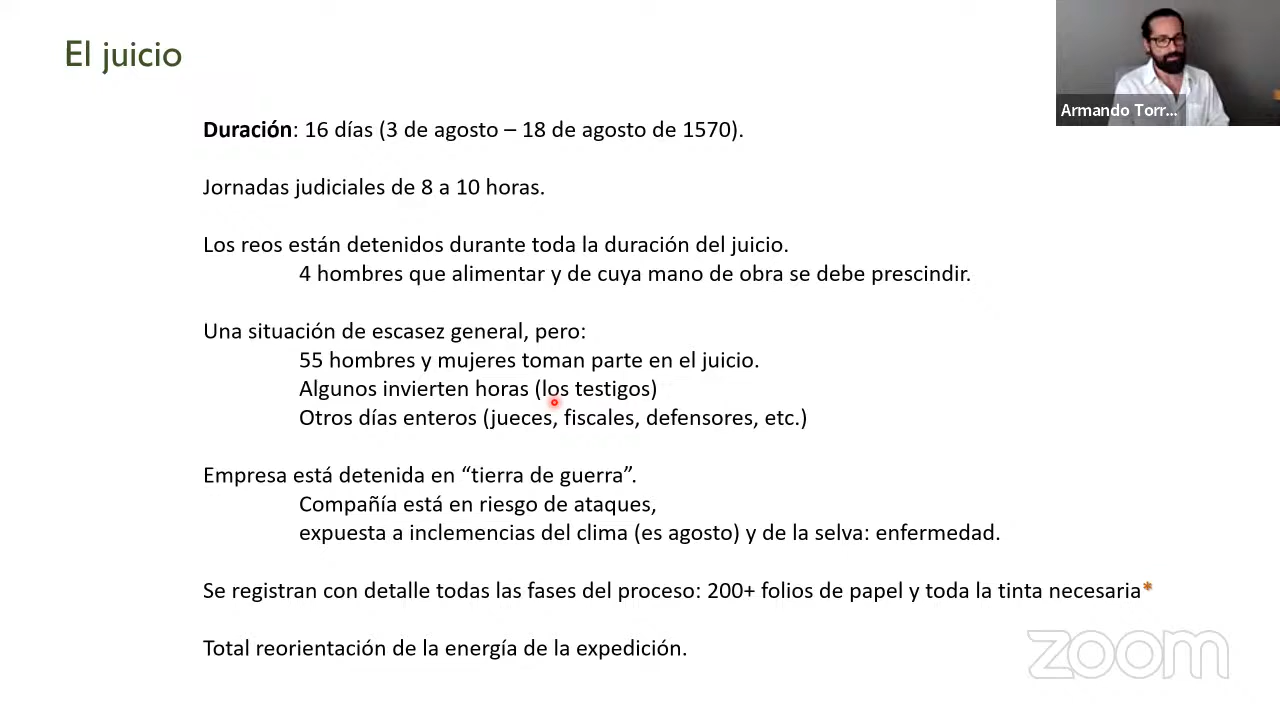 El juicio
Armando Torr...
Duración: 16 días (3 de agosto – 18 de agosto de 1570).
Jornadas judiciales de 8 a 10 horas.
Los reos están detenidos durante toda la duración del juicio.
4 hombres que alimentar y de cuya mano de obra se debe prescindir.
Una situación de escasez general, pero:
55 hombres y mujeres toman parte en el juicio.
Algunos invierten horas (los testigos)
Otros días enteros (jueces, fiscales, defensores, etc.)
Empresa está detenida en “tierra de guerra”.
Compañía está en riesgo de ataques,
expuesta a inclemencias del clima (es agosto) y de la selva: enfermedad.
Se registran con detalle todas las fases del proceso: 200+ folios de papel y toda la tinta necesaria*
Total reorientación de la energía de la expedición.
zoom